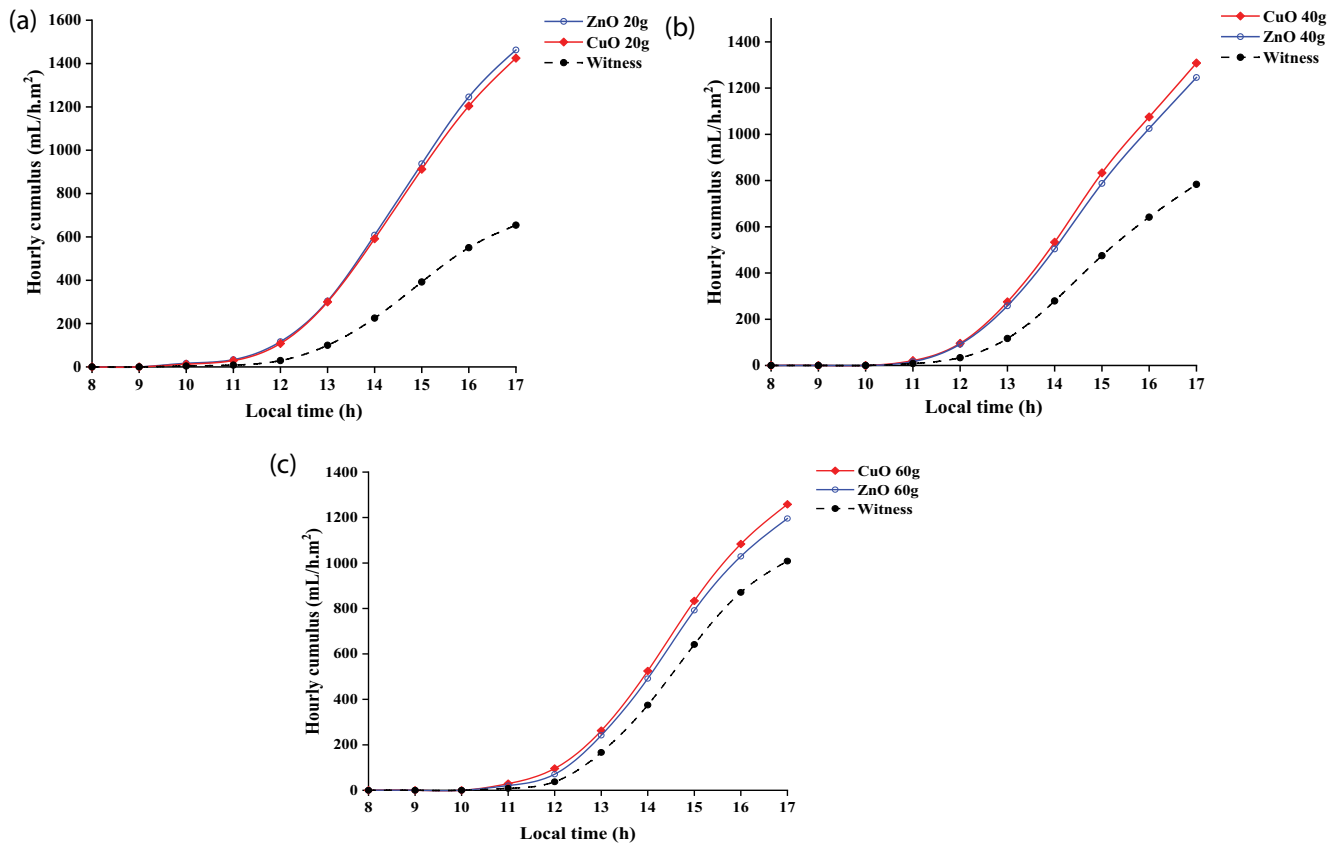 (a)
ZnO 20g
CuO 20g
Witness
Hourly cumulus (mL/h.m²)
1600
1400
1200
1000
800
600
400
200
0
8 9 10 11 12 13 14 15 16 17
Local time (h)
(b)
CuO 40g
ZnO 40g
Witness
Hourly cumulus (mL/h.m²)
1400
1200
1000
800
600
400
200
0
8 9 10 11 12 13 14 15 16 17
Local time (h)
(c)
CuO 60g
ZnO 60g
Witness
Hourly cumulus (mL/h.m²)
1400
1200
1000
800
600
400
200
0
8 9 10 11 12 13 14 15 16 17
Local time (h)